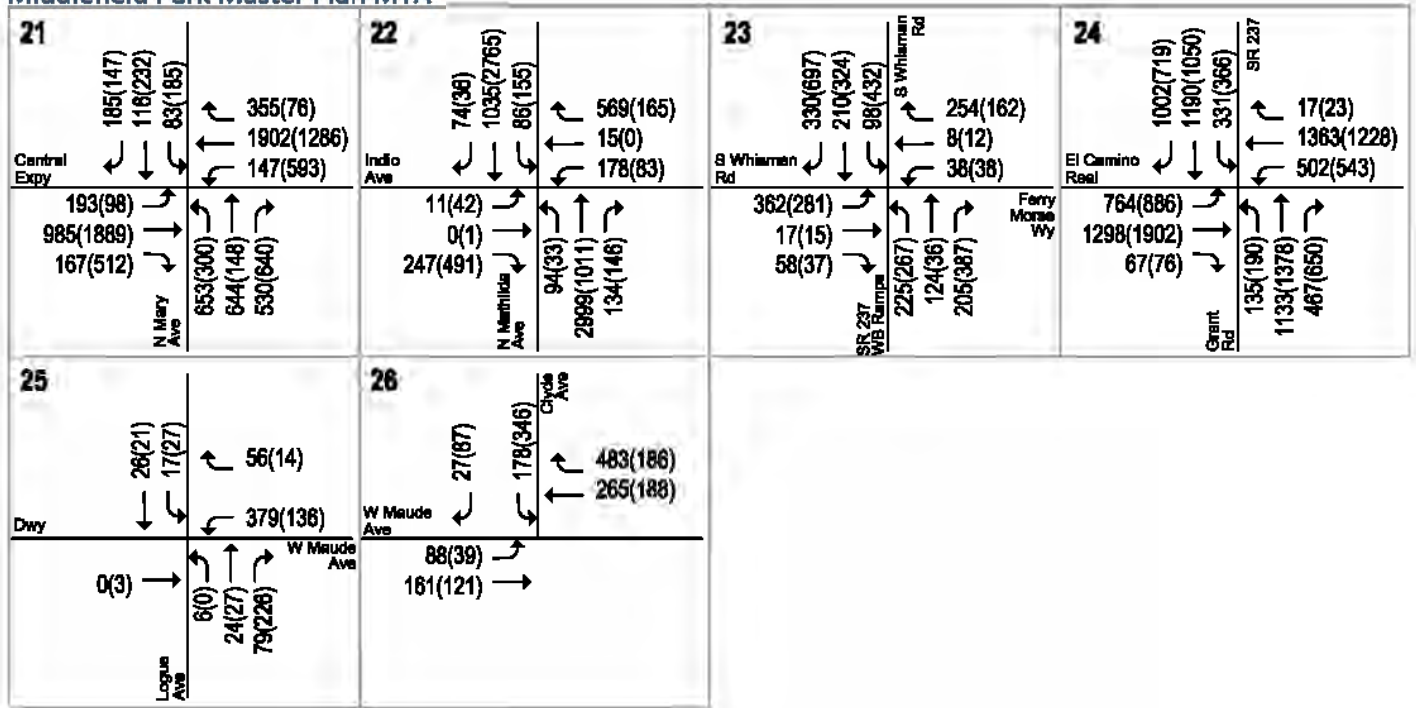 Middlefield Park Master Plan MTA
21
185(147)
116(232)
83(185)
355(76)
1902(1286)
147(593)
Central
Expy
193(98)
985(1889)
167(512)
N Mary
Ave
653(300)
644(148)
530(640)
22
74(36)
1035(2765)
86(155)
569(165)
15(0)
178(83)
Indio
Ave
11(42)
0(1)
247(491)
N Mathilda
Ave
94(33)
2999(1011)
134(146)
23
330(697)
210(324)
98(432)
S Whisman
Rd
254(162)
8(12)
38(38)
S Whisman
Rd
Ferry
Morse
Wy
362(281)
17(15)
58(37)
SR 237
WB Ramps
225(267)
124(36)
205(387)
24
1002(719)
1190(1050)
331(366)
SR 237
17(23)
1363(1228)
502(543)
El Camino
Real
764(886)
1298(1902)
67(76)
Grant
Rd
135(190)
1133(1378)
467(650)
25
26(21)
17(27)
56(14)
379(136)
Dwy
W Maude
Ave
0(3)
Logue
Ave
6(0)
24(27)
79(226)
26
27(87)
178(346)
Clyde
Ave
483(186)
265(188)
W Maude
Ave
88(39)
161(121)